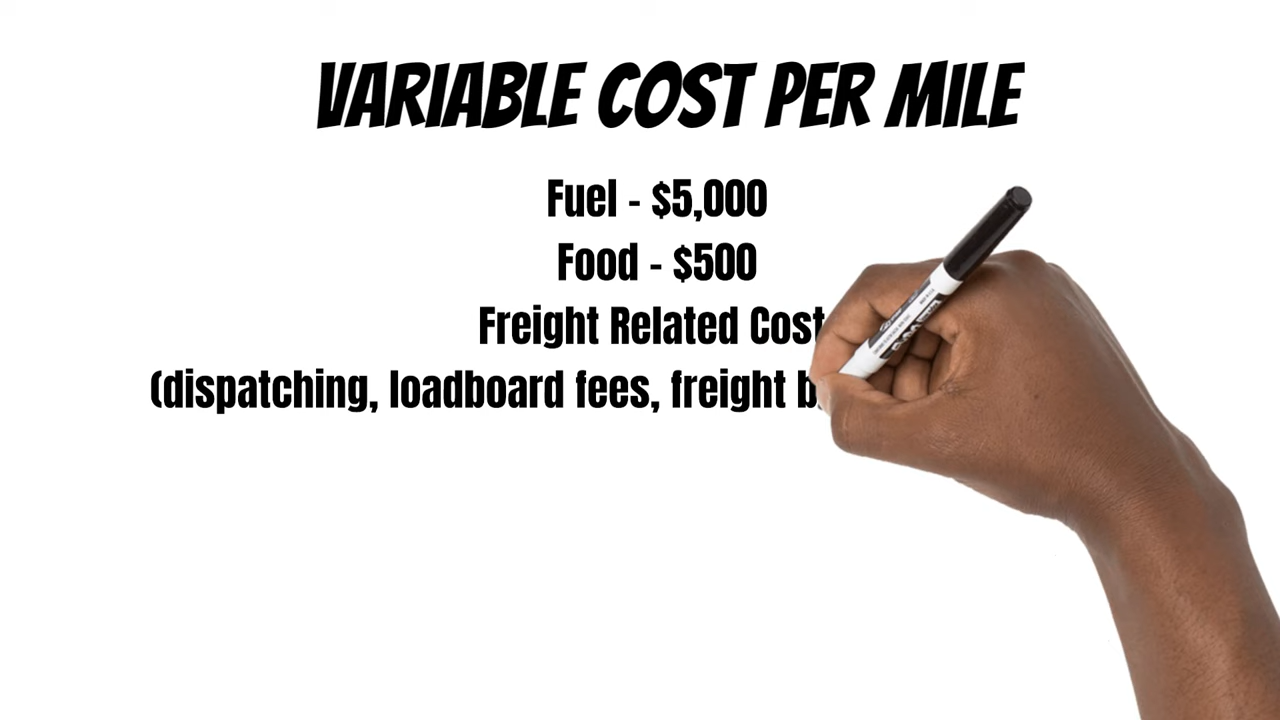 VARIABLE COST PER MILE
Fuel - $5,000
Food - $500
Freight Related Cost
(dispatching, loadboard fees, freight